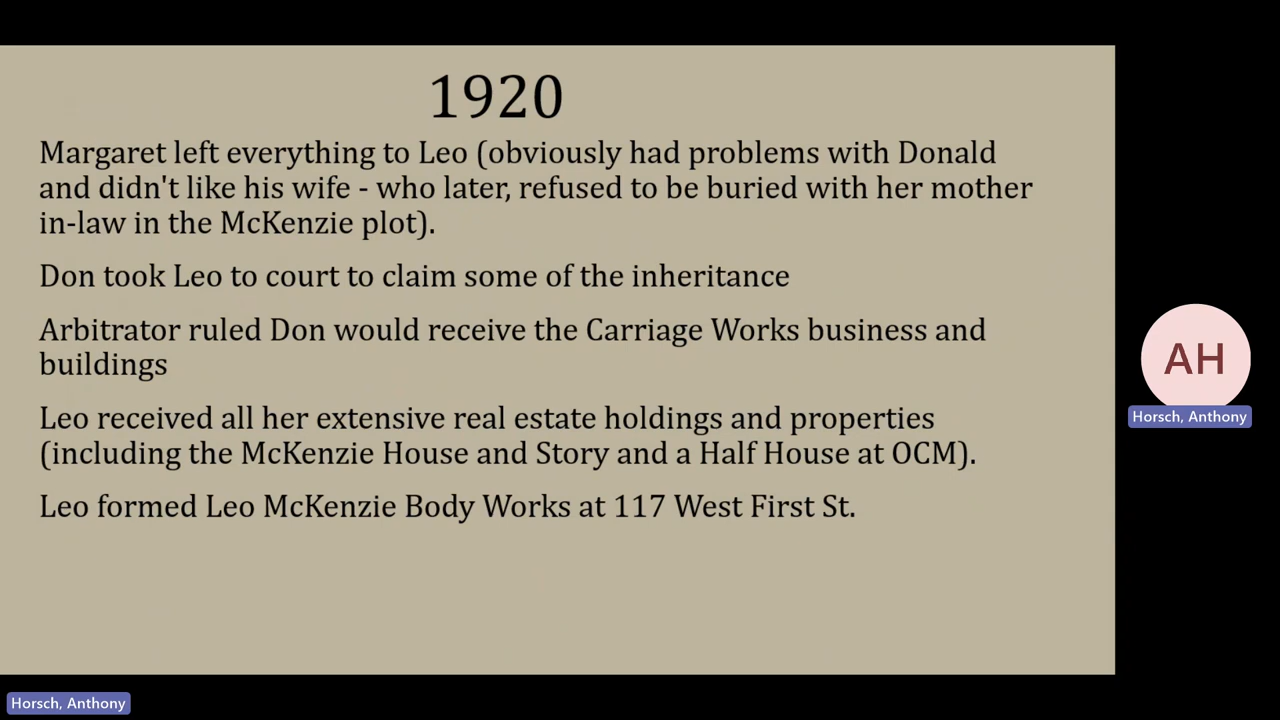 1920
Margaret left everything to Leo (obviously had problems with Donald
and didn't like his wife - who later, refused to be buried with her mother
in-law in the McKenzie plot).
Don took Leo to court to claim some of the inheritance
Arbitrator ruled Don would receive the Carriage Works business and
buildings
Leo received all her extensive real estate holdings and properties
(including the McKenzie House and Story and a Half House at OCM).
Leo formed Leo McKenzie Body Works at 117 West First St.
AH
Horsch, Anthony
Horsch, Anthony